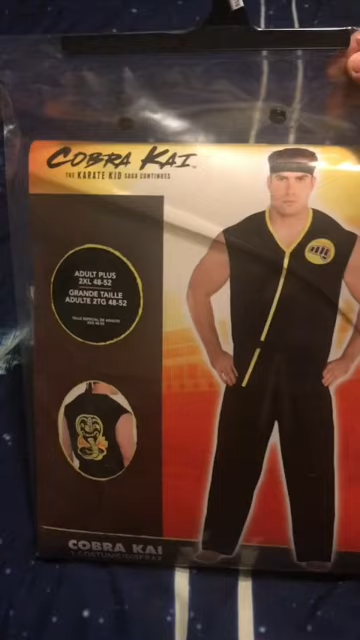 COBRA KAI™
THE KARATE KID SAGA CONTINUES
ADULT PLUS
2XL 48-52
GRANDE TAILLE
ADULTE 2TG 48-52
COBRA KAI